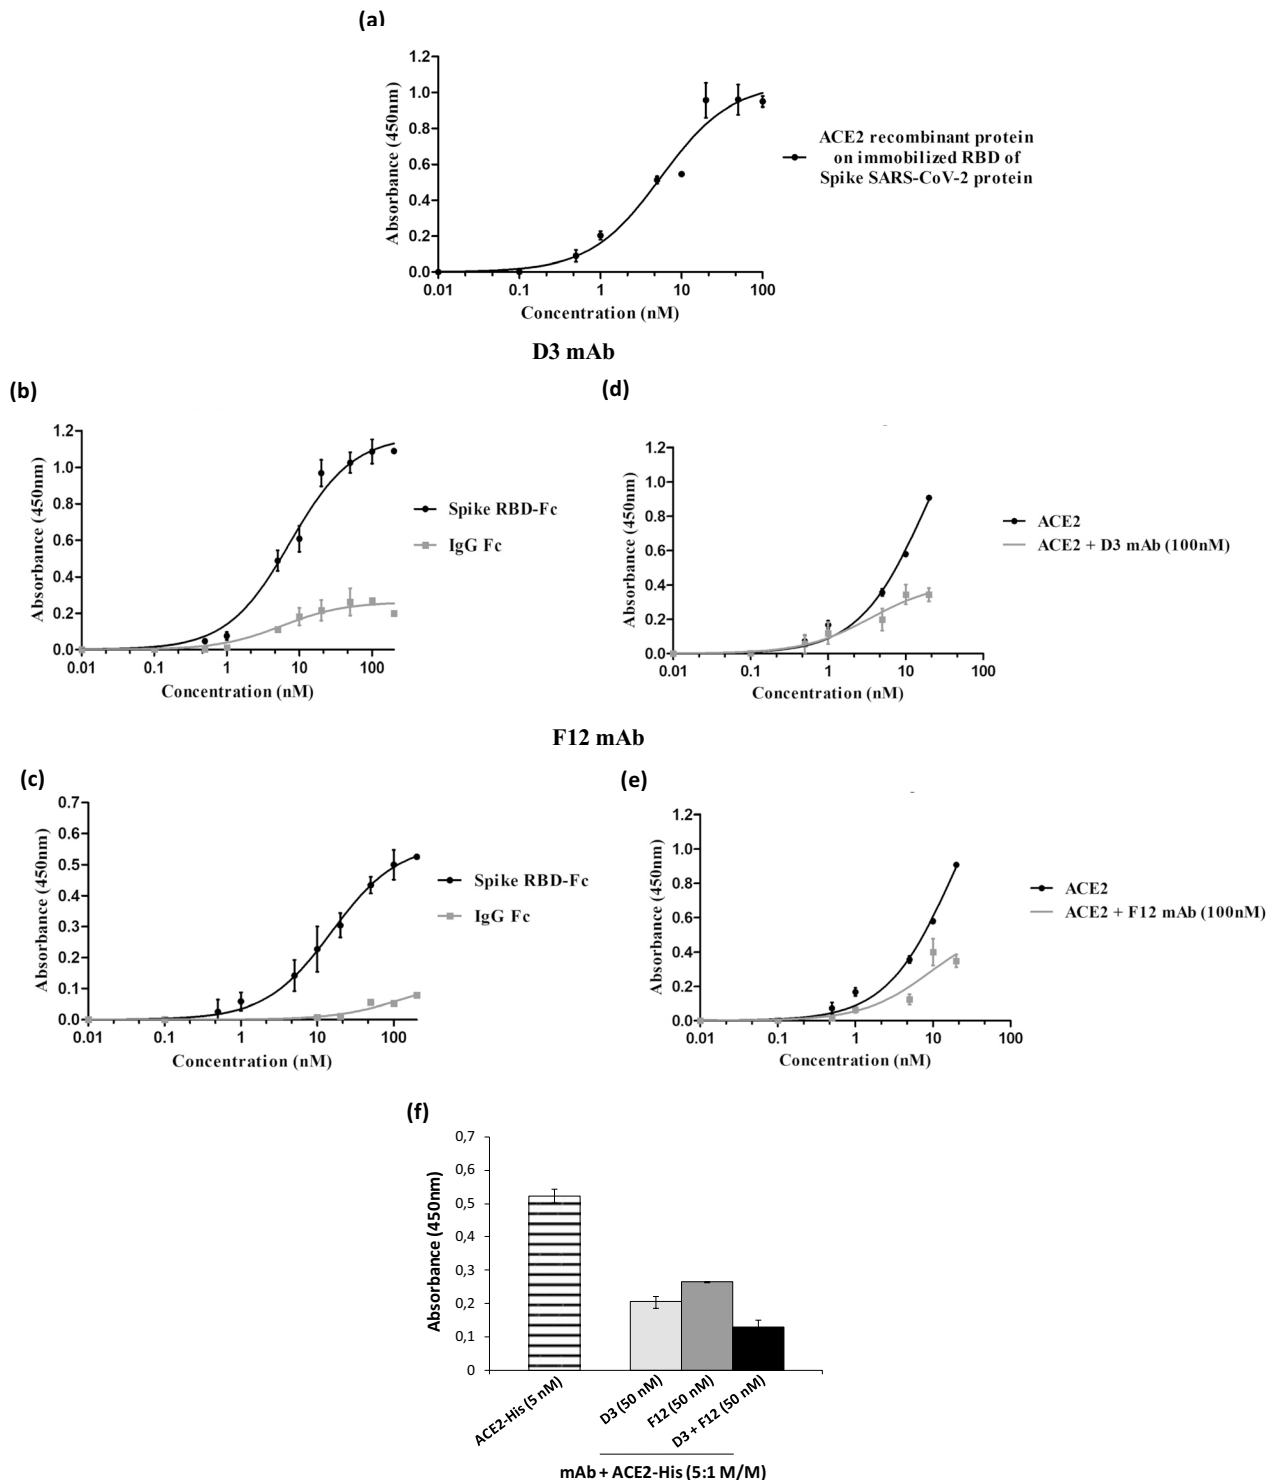 (a)
1.2
1.0
0.8
0.6
0.4
0.2
0.0
Absorbance (450nm)
0.01 0.1 1 10 100
Concentration (nM)
ACE2 recombinant protein
on immobilized RBD of
Spike SARS-CoV-2 protein
D3 mAb
(b)
1.2
1.0
0.8
0.6
0.4
0.2
0.0
Absorbance (450nm)
0.01 0.1 1 10 100
Concentration (nM)
Spike RBD-Fc
IgG Fc
(d)
1.2
1.0
0.8
0.6
0.4
0.2
0.0
Absorbance (450nm)
0.01 0.1 1 10 100
Concentration (nM)
ACE2
ACE2 + D3 mAb (100nM)
F12 mAb
(c)
0.7
0.6
0.5
0.4
0.3
0.2
0.1
0.0
Absorbance (450nm)
0.01 0.1 1 10 100
Concentration (nM)
Spike RBD-Fc
IgG Fc
(e)
1.2
1.0
0.8
0.6
0.4
0.2
0.0
Absorbance (450nm)
0.01 0.1 1 10 100
Concentration (nM)
ACE2
ACE2 + F12 mAb (100nM)
(f)
0,7
0,6
0,5
0,4
0,3
0,2
0,1
0
Absorbance (450nm)
ACE2-His (5 nM)
D3 (50 nM)
F12 (50 nM)
D3 + F12 (50 nM)
mAb + ACE2-His (5:1 M/M)